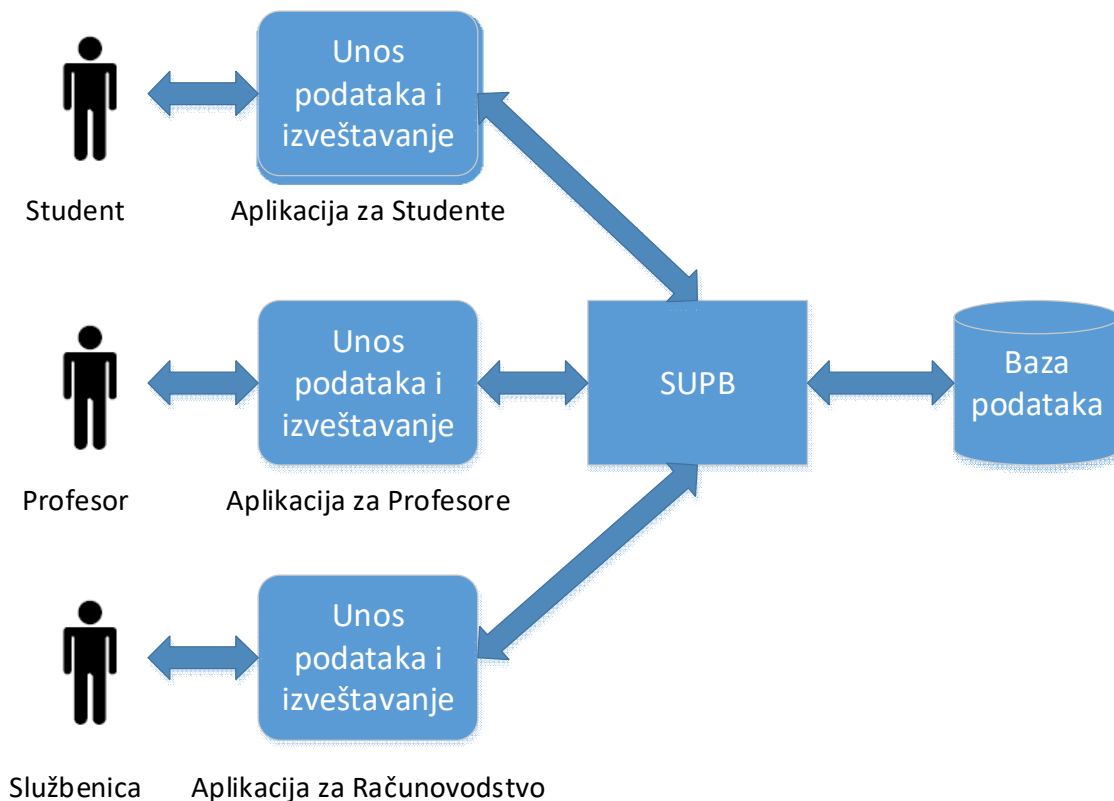 Unos
podataka i
izveštavanje
Student
Aplikacija za Studente
Unos
podataka i
izveštavanje
SUPB
Baza
podataka
Profesor
Aplikacija za Profesore
Unos
podataka i
izveštavanje
Službenica
Aplikacija za Računovodstvo